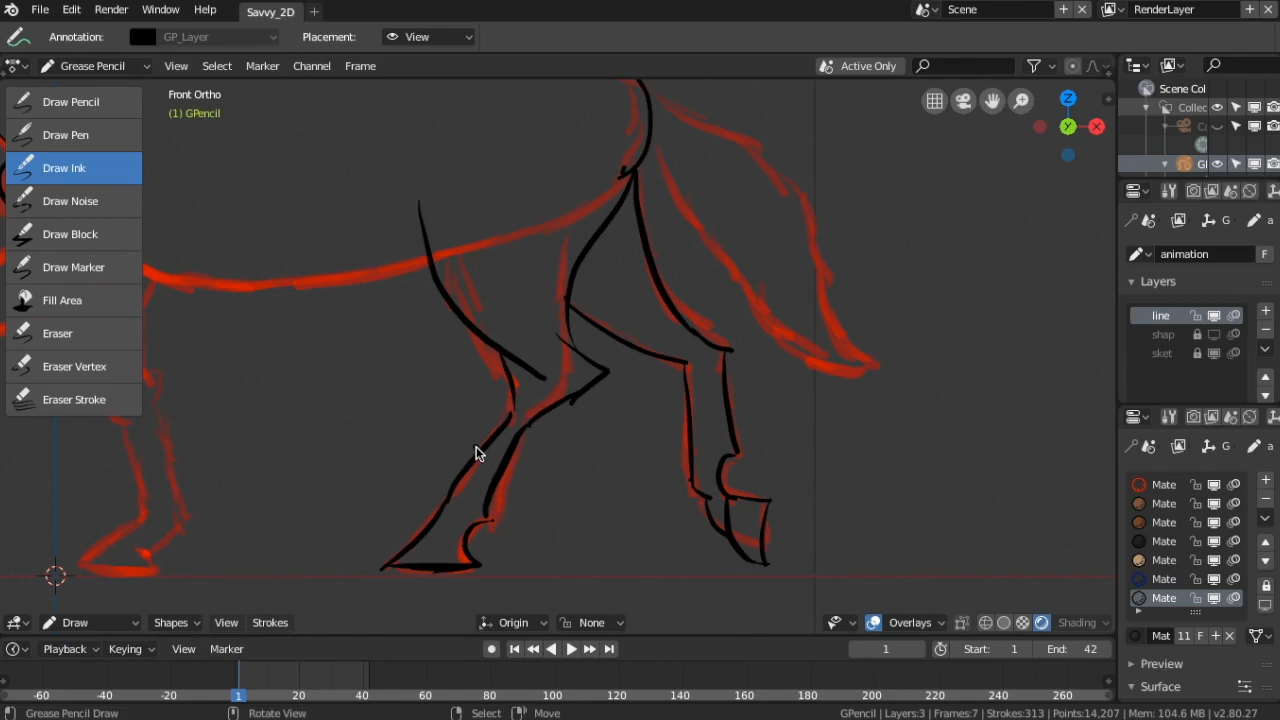 File Edit Render Window Help Savvy_2D + Scene RenderLayer
Annotation: GP_Layer Placement: View
Grease Pencil View Select Marker Channel Frame Active Only
Draw Pencil
Draw Pen
Draw Ink
Draw Noise
Draw Block
Draw Marker
Fill Area
Eraser
Eraser Vertex
Eraser Stroke
Front Ortho
(1) GPencil
Z
Y
X
Scene Col
Collec
Ca
G
G
a
animation F
Layers
line
shap
sket
G
a
Mate
Mate
Mate
Mate
Mate
Mate
Mate
Mat 11 F
Preview
Surface
Draw Shapes View Strokes Origin None Overlays Shading
Playback Keying View Marker 1 Start: 1 End: 42
-60 -40 -20 1 20 40 60 80 100 120 140 160 180 200 220 240 260
Grease Pencil Draw Rotate View Select Move GPencil | Layers:3 | Frames:7 | Strokes:313 | Points:14,207 | Mem: 104.6 MB | v2.80.27